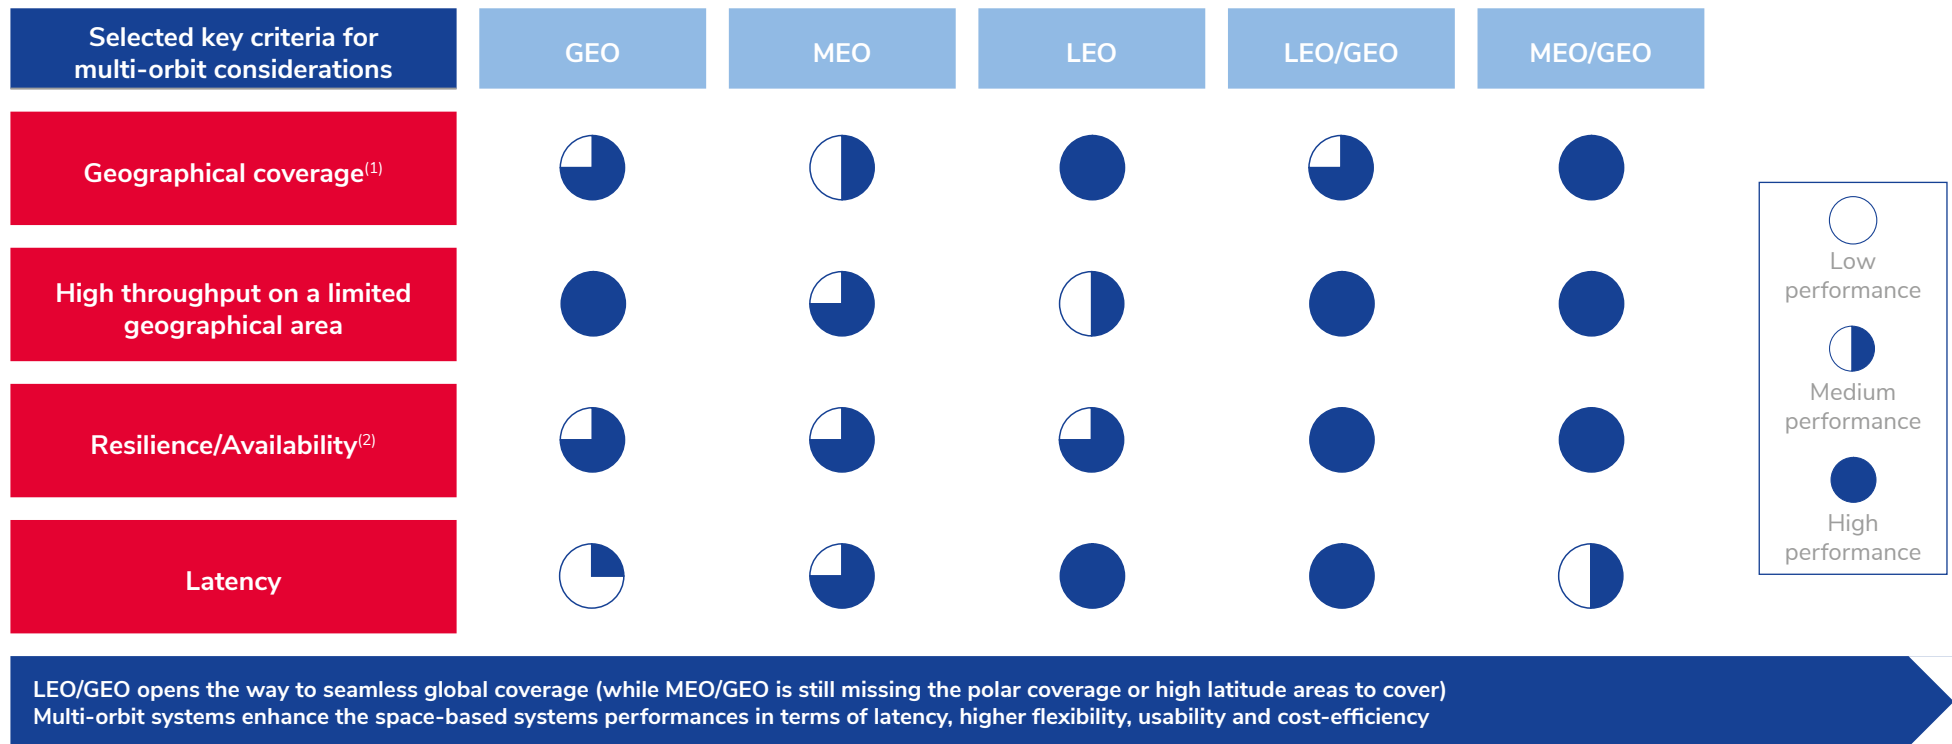 Selected key criteria for
multi-orbit considerations
GEO
MEO
LEO
LEO/GEO
MEO/GEO
Geographical coverage(1)
High throughput on a limited
geographical area
Resilience/Availability(2)
Latency
Low
performance
Medium
performance
High
performance
LEO/GEO opens the way to seamless global coverage (while MEO/GEO is still missing the polar coverage or high latitude areas to cover)
Multi-orbit systems enhance the space-based systems performances in terms of latency, higher flexibility, usability and cost-efficiency